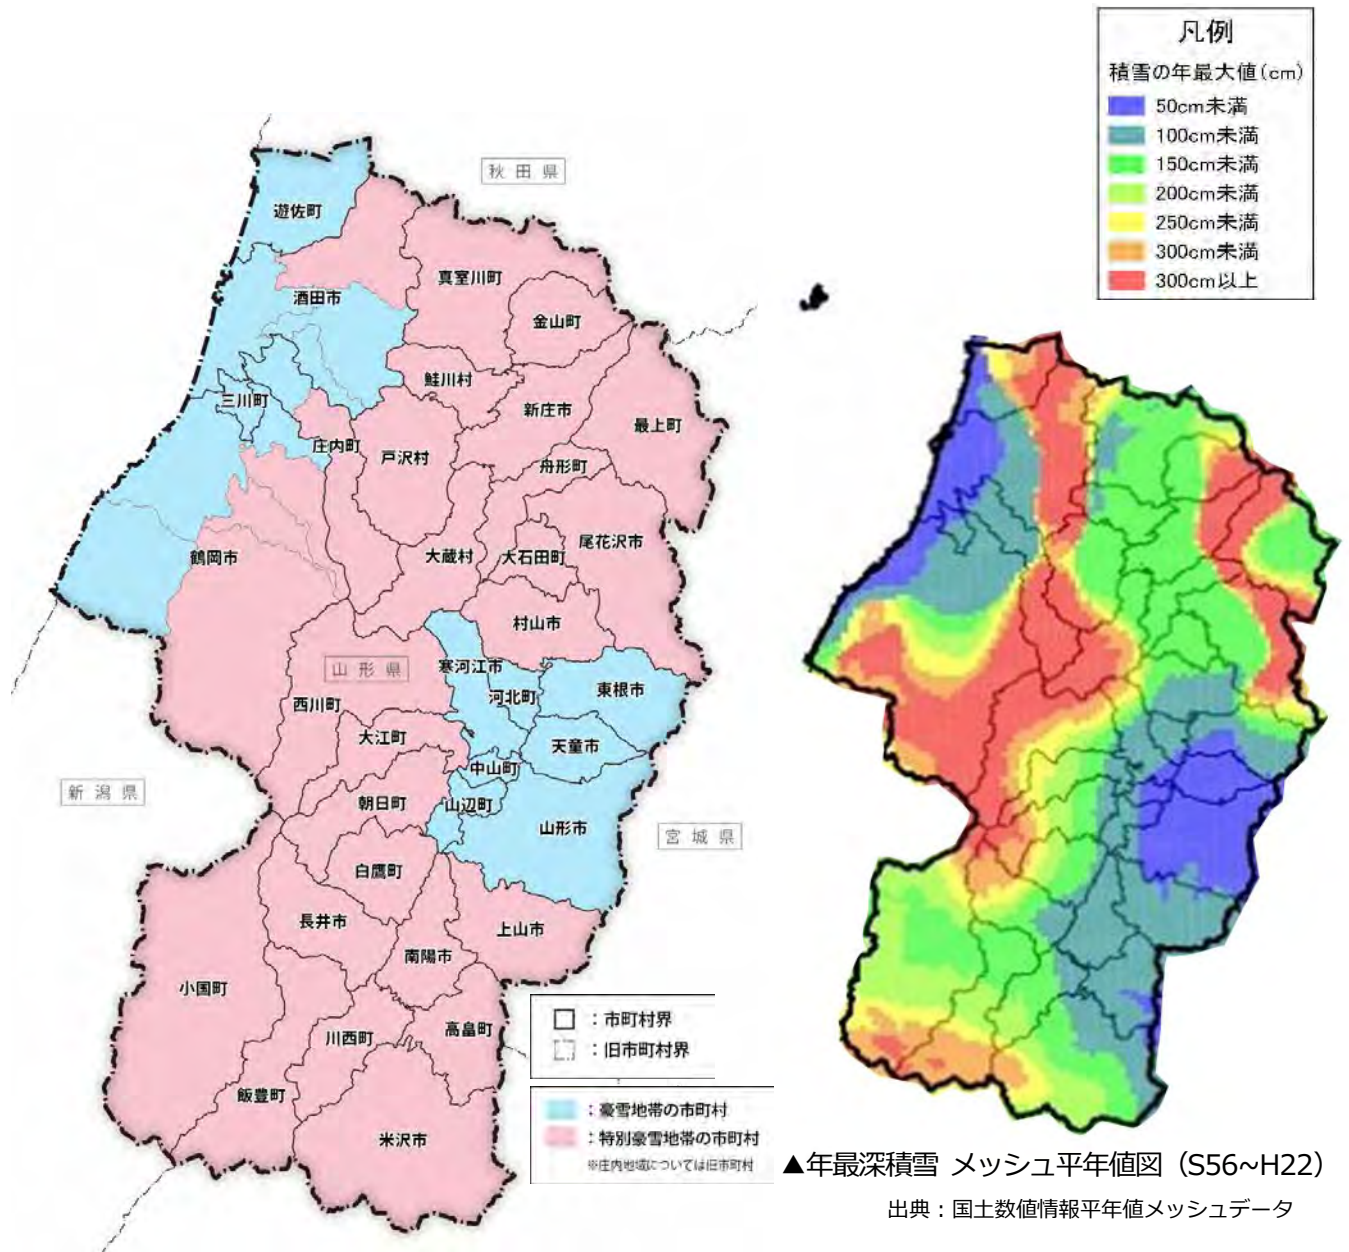 凡例
積雪の年最大値(cm)
50cm未満
100cm未満
150cm未満
200cm未満
250cm未満
300cm未満
300cm以上
秋田県
遊佐町
真室川町
酒田市
金山町
鮭川村
三川町
新庄市
最上町
庄内町
戸沢村
舟形町
鶴岡市
大蔵村
大石田町
尾花沢市
村山市
山形県
寒河江市
河北町
東根市
西川町
大江町
天童市
中山町
新潟県
朝日町
山辺町
山形市
宮城県
白鷹町
長井市
上山市
南陽市
小国町
川西町
高畠町
飯豊町
米沢市
：市町村界
：旧市町村界
：豪雪地帯の市町村
：特別豪雪地帯の市町村
※庄内地域については旧市町村
▲年最深積雪 メッシュ平年値図（S56~H22）
出典：国土数値情報平年値メッシュデータ